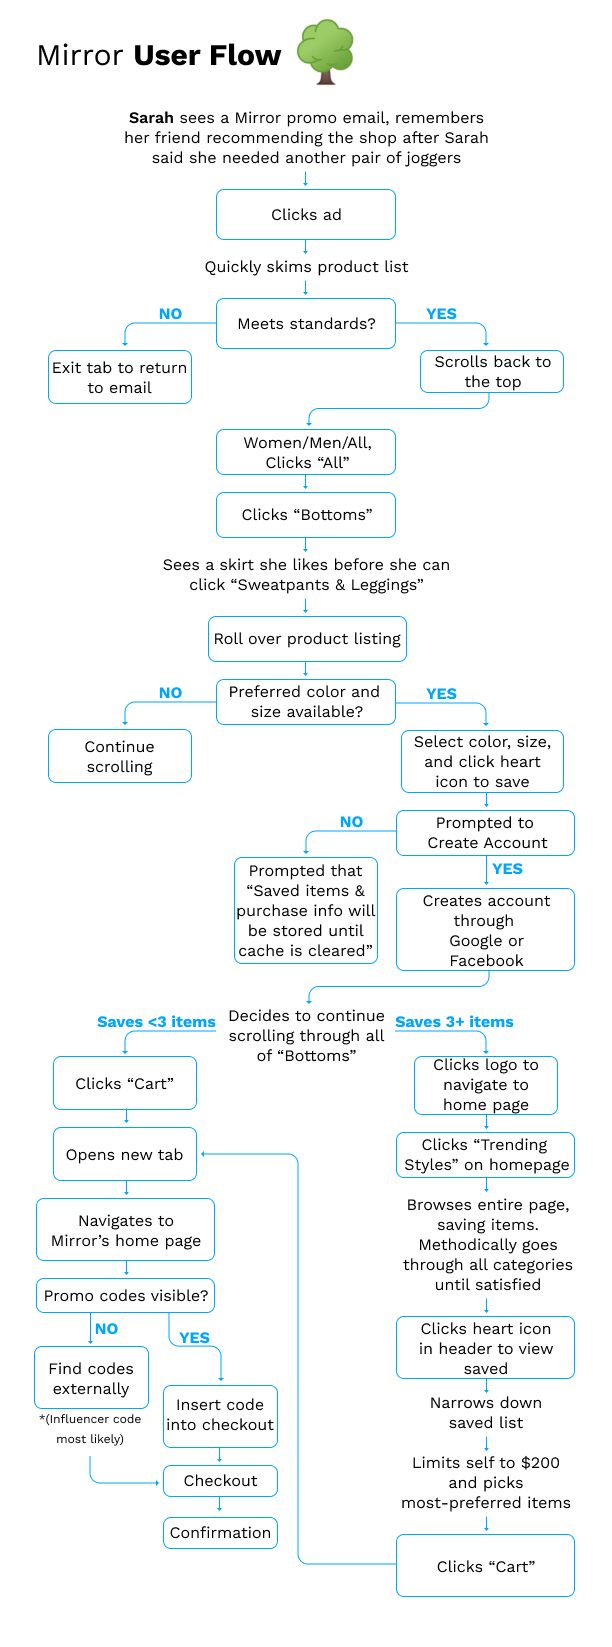 Mirror User Flow
Sarah sees a Mirror promo email, remembers
her friend recommending the shop after Sarah
said she needed another pair of joggers
Clicks ad
Quickly skims product list
Meets standards?
NO
YES
Exit tab to return
to email
Scrolls back to
the top
Women/Men/All,
Clicks “All”
Clicks “Bottoms”
Sees a skirt she likes before she can
click “Sweatpants & Leggings”
Roll over product listing
Preferred color and
size available?
NO
YES
Continue
scrolling
Select color, size,
and click heart
icon to save
Prompted to
Create Account
NO
YES
Prompted that
“Saved items &
purchase info will
be stored until
cache is cleared”
Creates account
through
Google or
Facebook
Decides to continue
scrolling through all
of “Bottoms”
Saves <3 items
Saves 3+ items
Clicks “Cart”
Opens new tab
Navigates to
Mirror’s home page
Promo codes visible?
NO
YES
Find codes
externally
*(Influencer code
most likely)
Insert code
into checkout
Checkout
Confirmation
Clicks logo to
navigate to
home page
Clicks “Trending
Styles” on homepage
Browses entire page,
saving items.
Methodically goes
through all categories
until satisfied
Clicks heart icon
in header to view
saved
Narrows down
saved list
Limits self to $200
and picks
most-preferred items
Clicks “Cart”